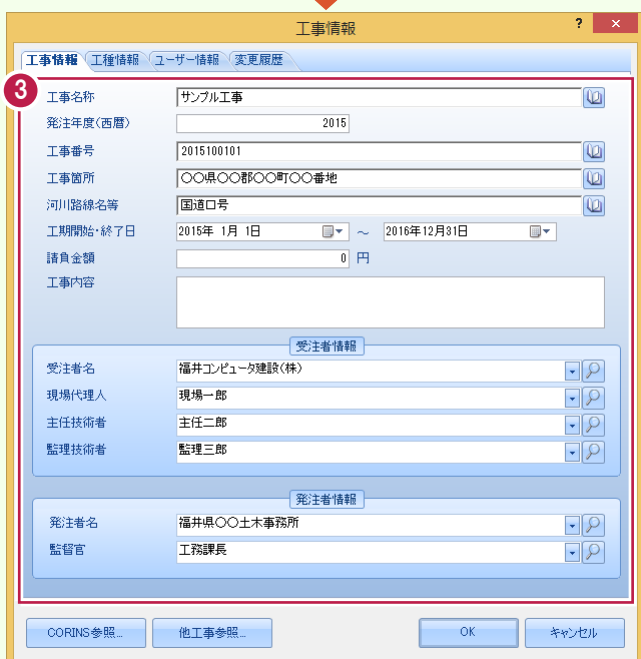 工事情報
?
×
工事情報 工種情報 ユーザー情報 変更履歴
3
工事名称 サンプル工事
発注年度(西暦) 2015
工事番号 2015100101
工事箇所 〇〇県〇〇郡〇〇町〇〇番地
河川路線名等 国道口号
工期開始・終了日 2015年 1月 1日 ～ 2016年12月31日
請負金額 0 円
工事内容
受注者情報
受注者名 福井コンピュータ建設(株)
現場代理人 現場一郎
主任技術者 主任二郎
監理技術者 監理三郎
発注者情報
発注者名 福井県〇〇土木事務所
監督官 工務課長
CORINS参照... 他工事参照... OK キャンセル